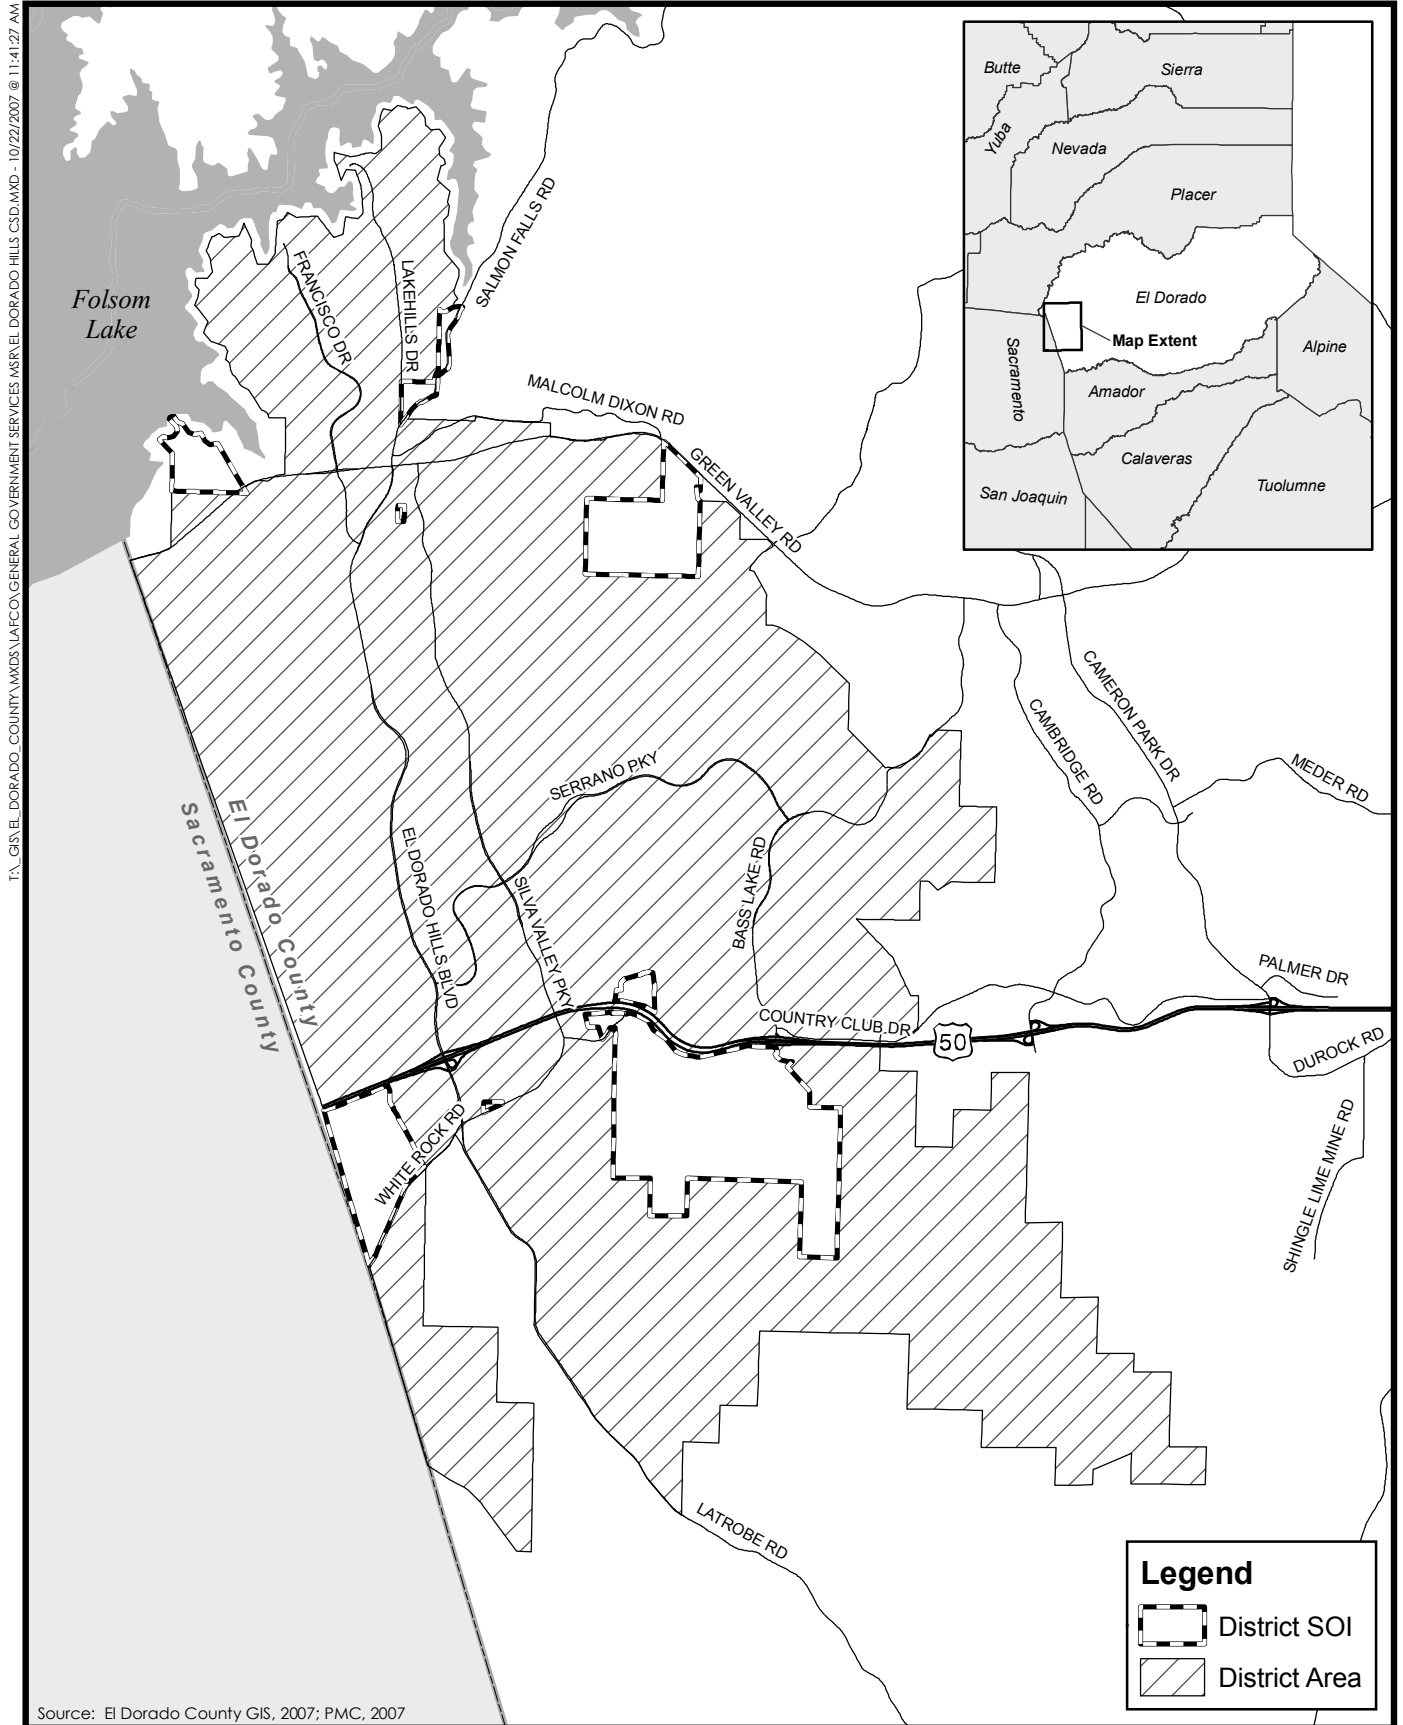 T:\_GIS\EL_DORADO_COUNTY\MXDS\LAFCO\GENERAL GOVERNMENT SERVICES MSR\EL DORADO HILLS CSD.MXD - 10/22/2007 @ 11:41:27 AM
Butte
Sierra
Yuba
Nevada
Placer
El Dorado
Map Extent
Sacramento
Alpine
Amador
Calaveras
San Joaquin
Tuolumne
Folsom
Lake
FRANCISCO DR
LAKEHILLS DR
SALMON FALLS RD
MALCOLM DIXON RD
GREEN VALLEY RD
CAMERON PARK DR
CAMBRIDGE RD
MEDER RD
SERRANO PKY
El Dorado County
Sacramento County
EL DORADO HILLS BLVD
SILVA VALLEY PKY
BASS LAKE RD
PALMER DR
COUNTRY CLUB DR
50
DUROCK RD
WHITE ROCK RD
SHINGLE LIME MINE RD
LATROBE RD
Legend
District SOI
District Area
Source: El Dorado County GIS, 2007; PMC, 2007